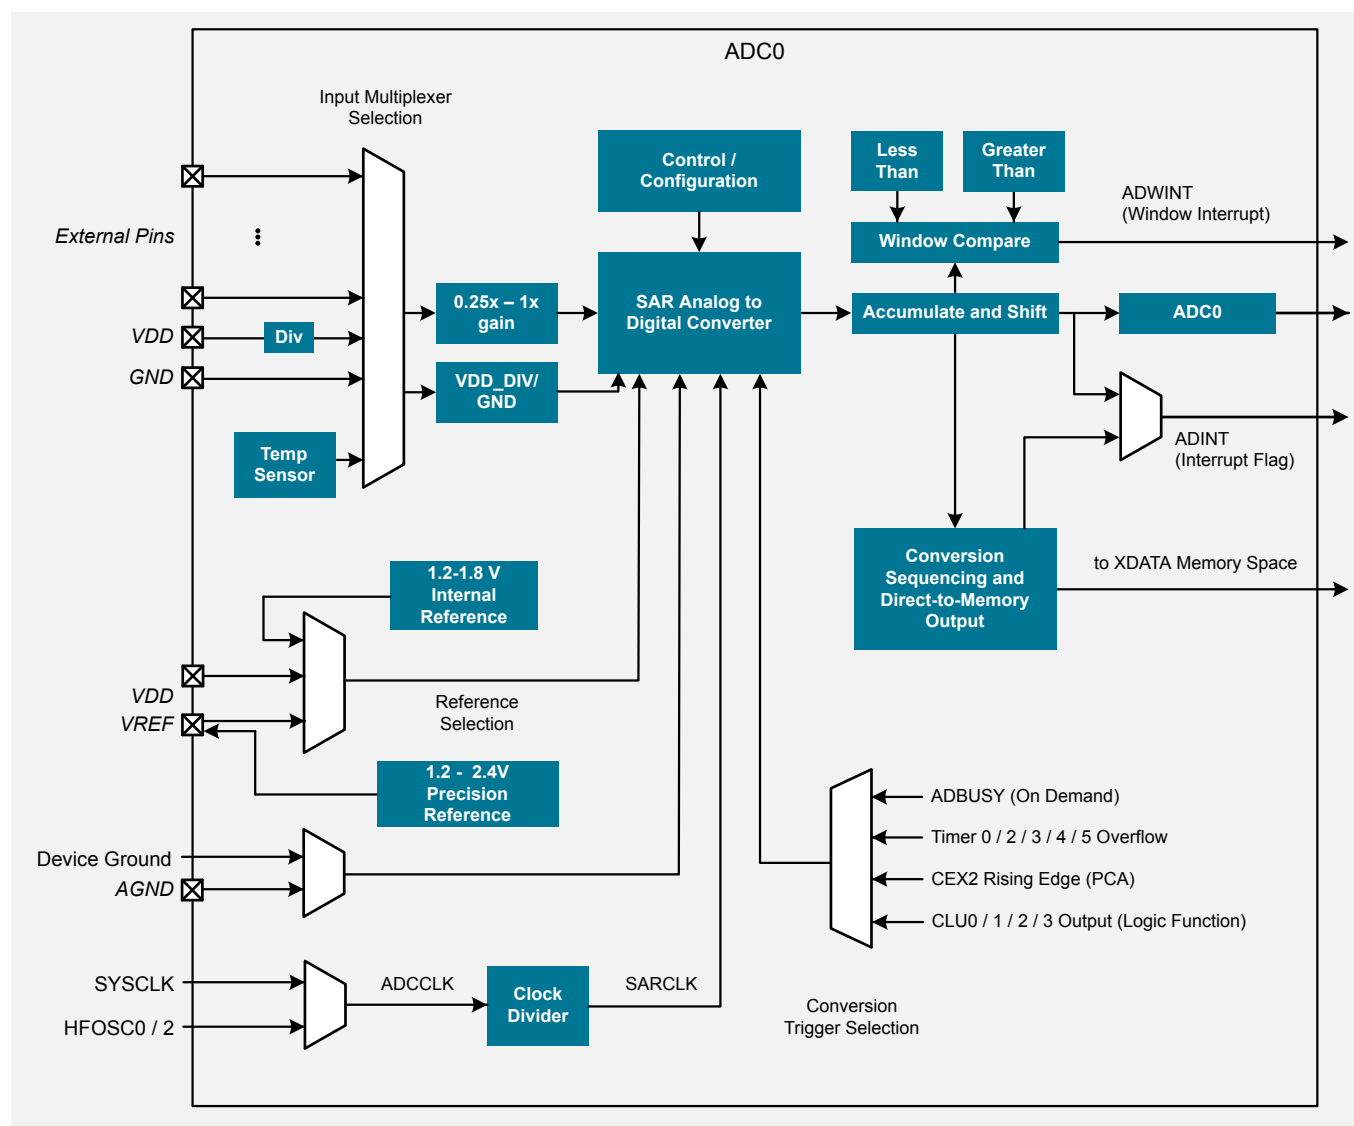 ADC0
Input Multiplexer
Selection
External Pins
VDD
GND
Div
Temp
Sensor
0.25x – 1x
gain
VDD_DIV/
GND
Control /
Configuration
SAR Analog to
Digital Converter
Less
Than
Greater
Than
Window Compare
Accumulate and Shift
ADC0
ADWINT
(Window Interrupt)
ADINT
(Interrupt Flag)
Conversion
Sequencing and
Direct-to-Memory
Output
to XDATA Memory Space
1.2-1.8 V
Internal
Reference
VDD
VREF
Reference
Selection
1.2 - 2.4V
Precision
Reference
Device Ground
AGND
SYSCLK
HFOSC0 / 2
ADCCLK
Clock
Divider
SARCLK
ADBUSY (On Demand)
Timer 0 / 2 / 3 / 4 / 5 Overflow
CEX2 Rising Edge (PCA)
CLU0 / 1 / 2 / 3 Output (Logic Function)
Conversion
Trigger Selection